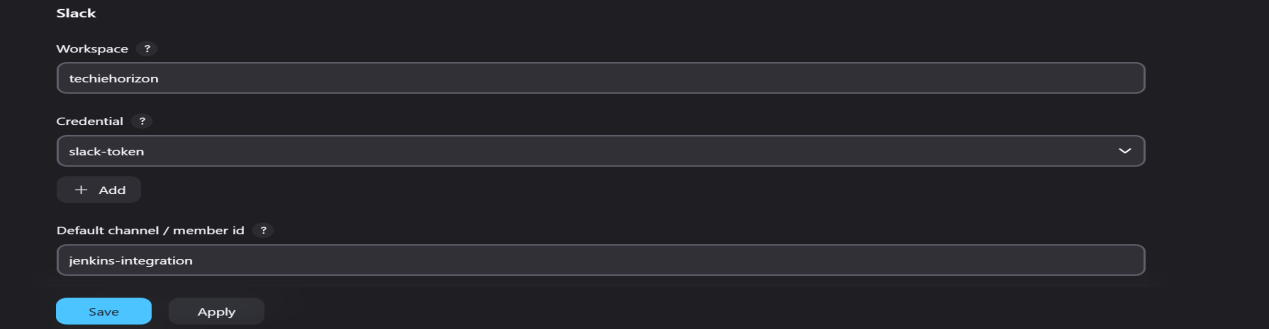 Slack
Workspace ?
techiehorizon
Credential ?
slack-token
+ Add
Default channel / member id ?
jenkins-integration
Save Apply